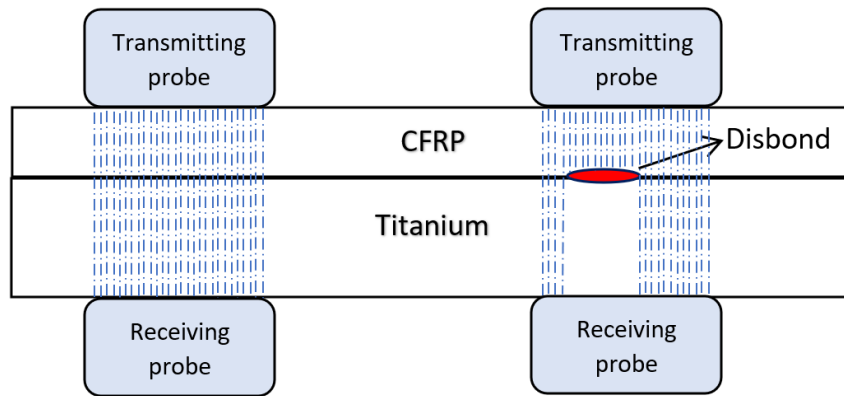 Transmitting
probe
Transmitting
probe
CFRP
Disbond
Titanium
Receiving
probe
Receiving
probe